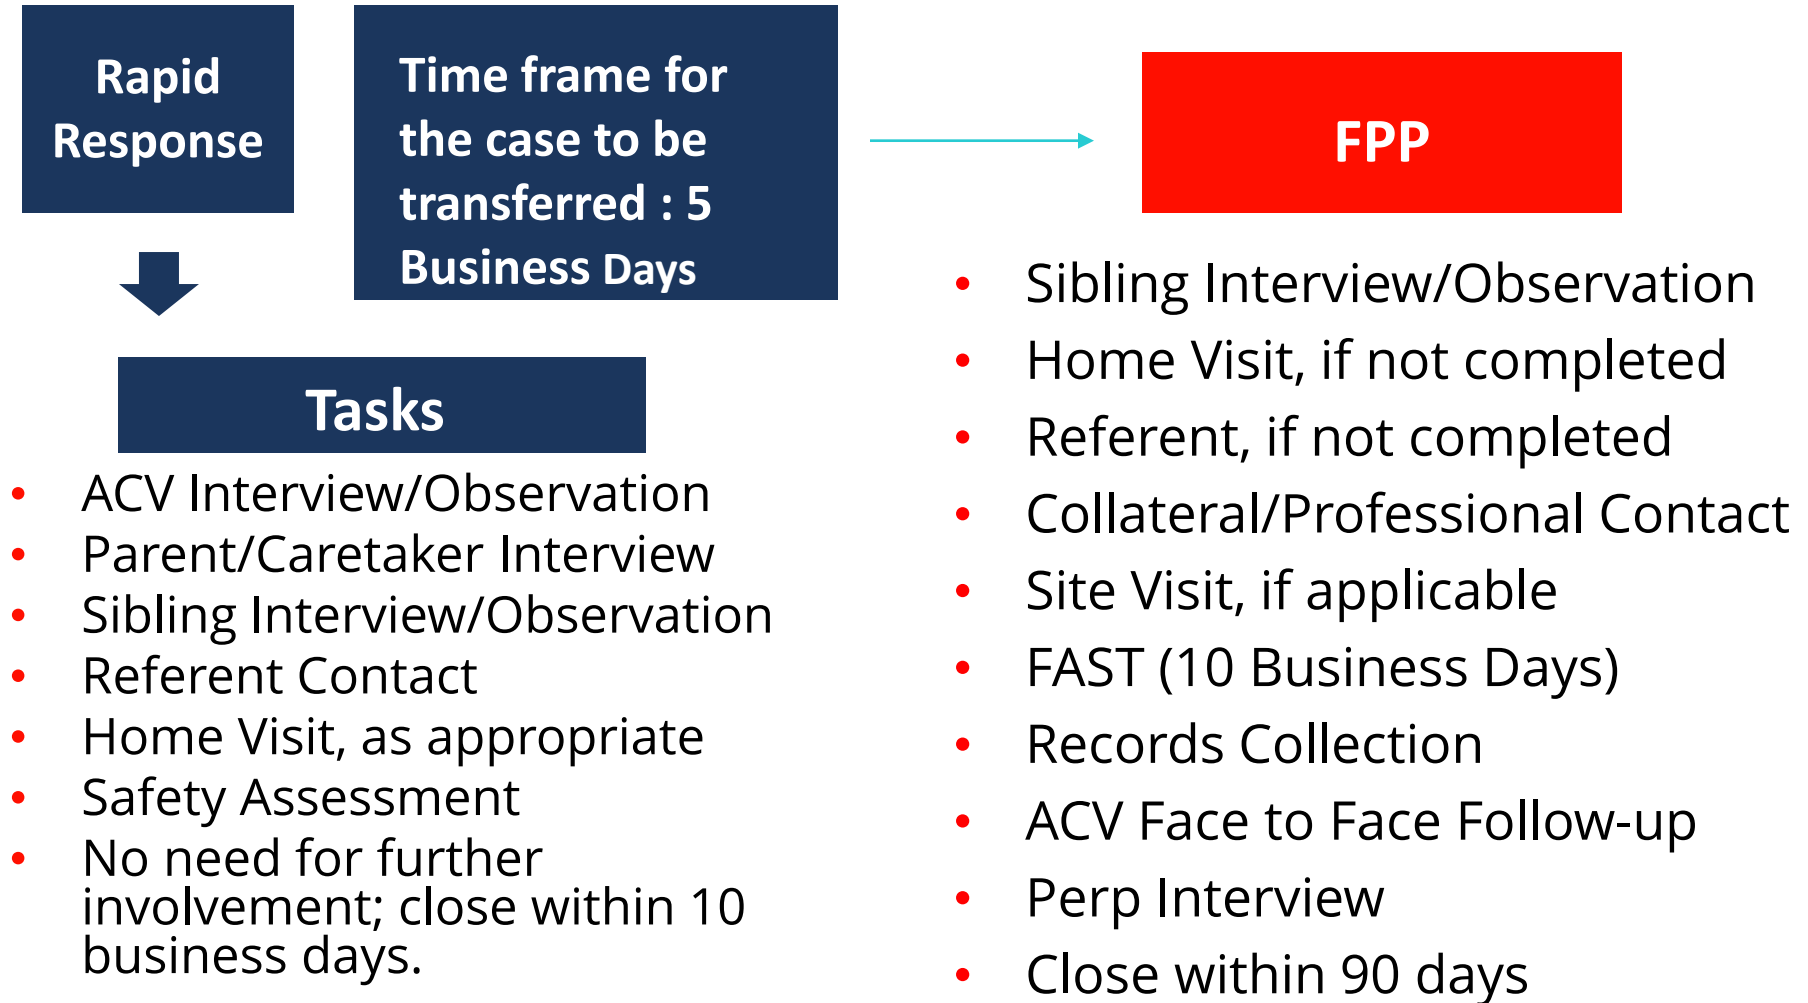 Rapid
Response
Time frame for
the case to be
transferred : 5
Business Days
FPP
Tasks
• ACV Interview/Observation
• Parent/Caretaker Interview
• Sibling Interview/Observation
• Referent Contact
• Home Visit, as appropriate
• Safety Assessment
• No need for further
involvement; close within 10
business days.
• Sibling Interview/Observation
• Home Visit, if not completed
• Referent, if not completed
• Collateral/Professional Contact
• Site Visit, if applicable
• FAST (10 Business Days)
• Records Collection
• ACV Face to Face Follow-up
• Perp Interview
• Close within 90 days